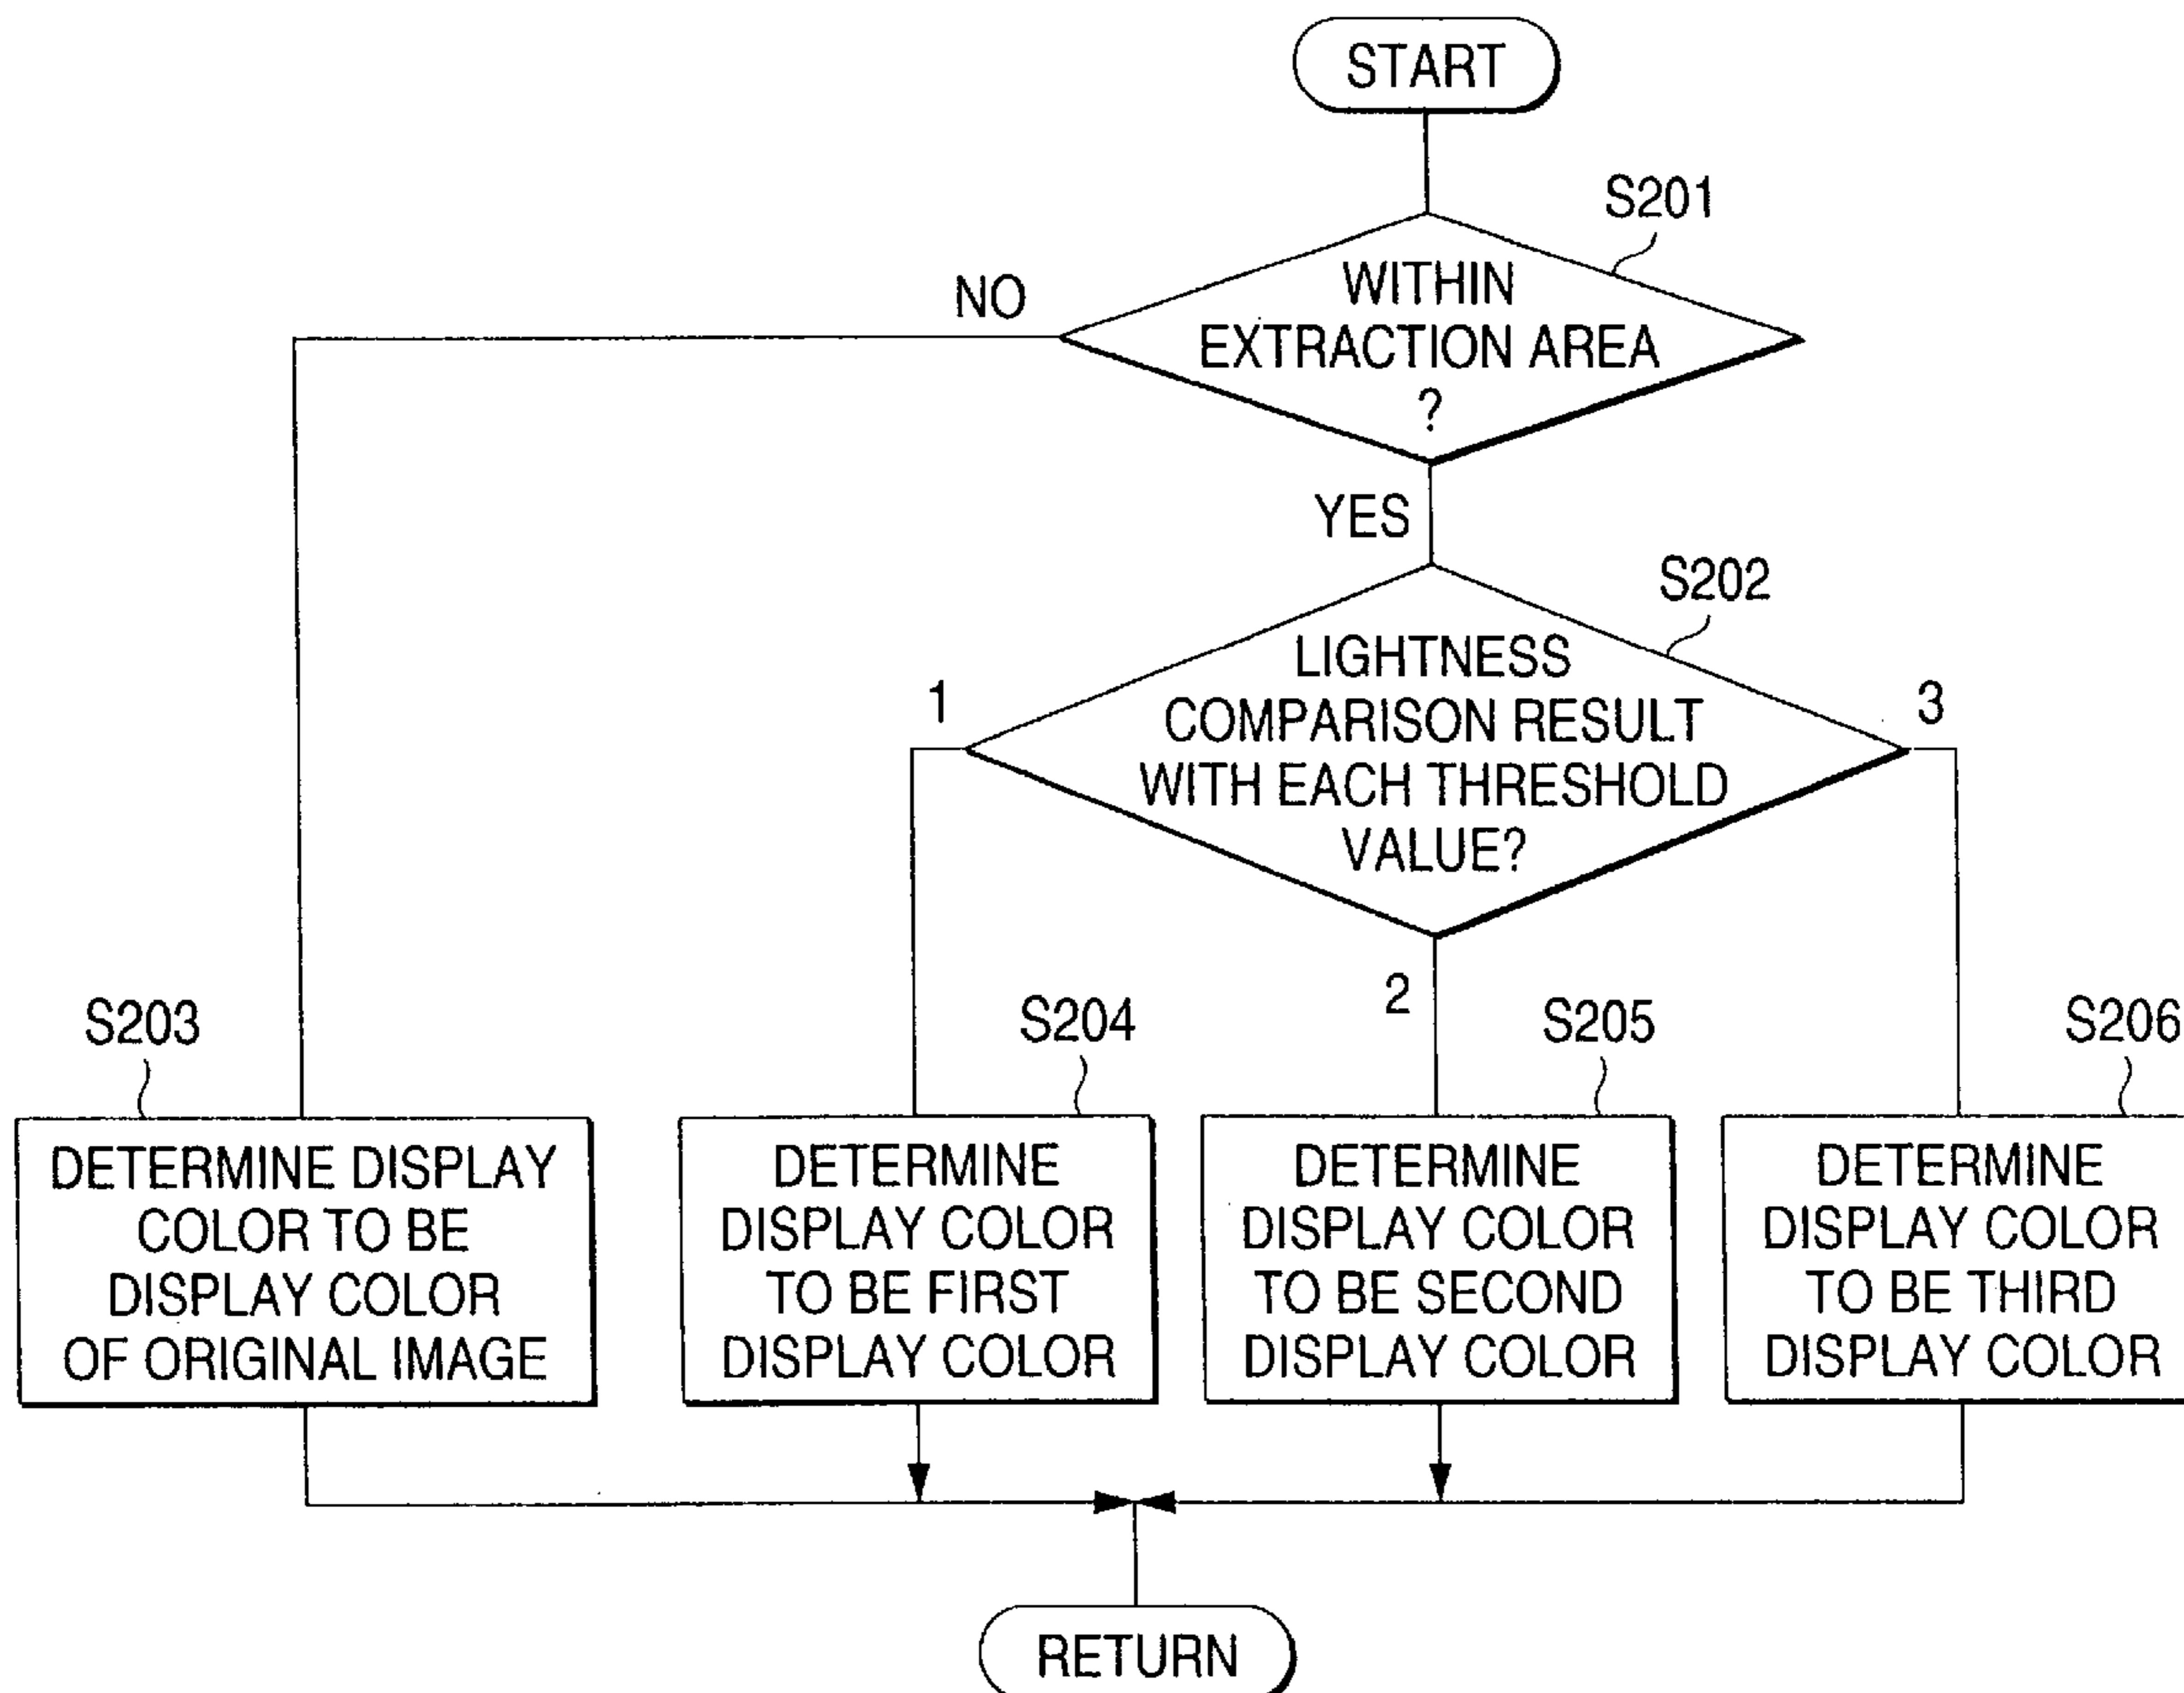 START
S201
NO
WITHIN
EXTRACTION AREA
?
YES
S202
LIGHTNESS
COMPARISON RESULT
WITH EACH THRESHOLD
VALUE?
1
3
2
S203
DETERMINE DISPLAY
COLOR TO BE
DISPLAY COLOR
OF ORIGINAL IMAGE
S204
DETERMINE
DISPLAY COLOR
TO BE FIRST
DISPLAY COLOR
S205
DETERMINE
DISPLAY COLOR
TO BE SECOND
DISPLAY COLOR
S206
DETERMINE
DISPLAY COLOR
TO BE THIRD
DISPLAY COLOR
RETURN